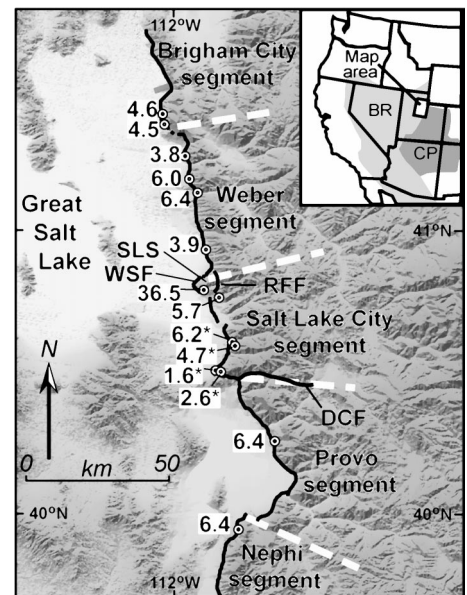 112°W
Brigham City
segment
Map
area
BR
CP
4.6
4.5
3.8
6.0
6.4
Weber
segment
Great
Salt
Lake
3.9
41°N
SLS
WSF
RFF
36.5
5.7
Salt Lake City
segment
6.2*
4.7*
1.6*
2.6*
N
DCF
6.4
0 km 50
Provo
segment
40°N
40°N
6.4
Nephi
segment
112°W